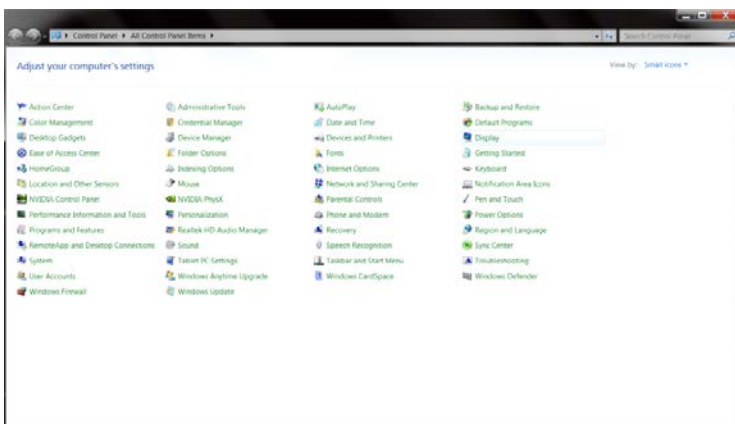 Control Panel All Control Panel Items Search Control Panel
Adjust your computer's settings View by: Small icons
Action Center Administrative Tools AutoPlay Backup and Restore
Color Management Credential Manager Date and Time Default Programs
Desktop Gadgets Device Manager Devices and Printers Display
Ease of Access Center Folder Options Fonts Getting Started
HomeGroup Indexing Options Internet Options Keyboard
Location and Other Sensors Mouse Network and Sharing Center Notification Area Icons
NVIDIA Control Panel NVIDIA PhysX Parental Controls Pen and Touch
Performance Information and Tools Personalization Phone and Modem Power Options
Programs and Features Realtek HD Audio Manager Recovery Region and Language
RemoteApp and Desktop Connections Sound Speech Recognition Sync Center
System Tablet PC Settings Taskbar and Start Menu Troubleshooting
User Accounts Windows Anytime Upgrade Windows CardSpace Windows Defender
Windows Firewall Windows Update